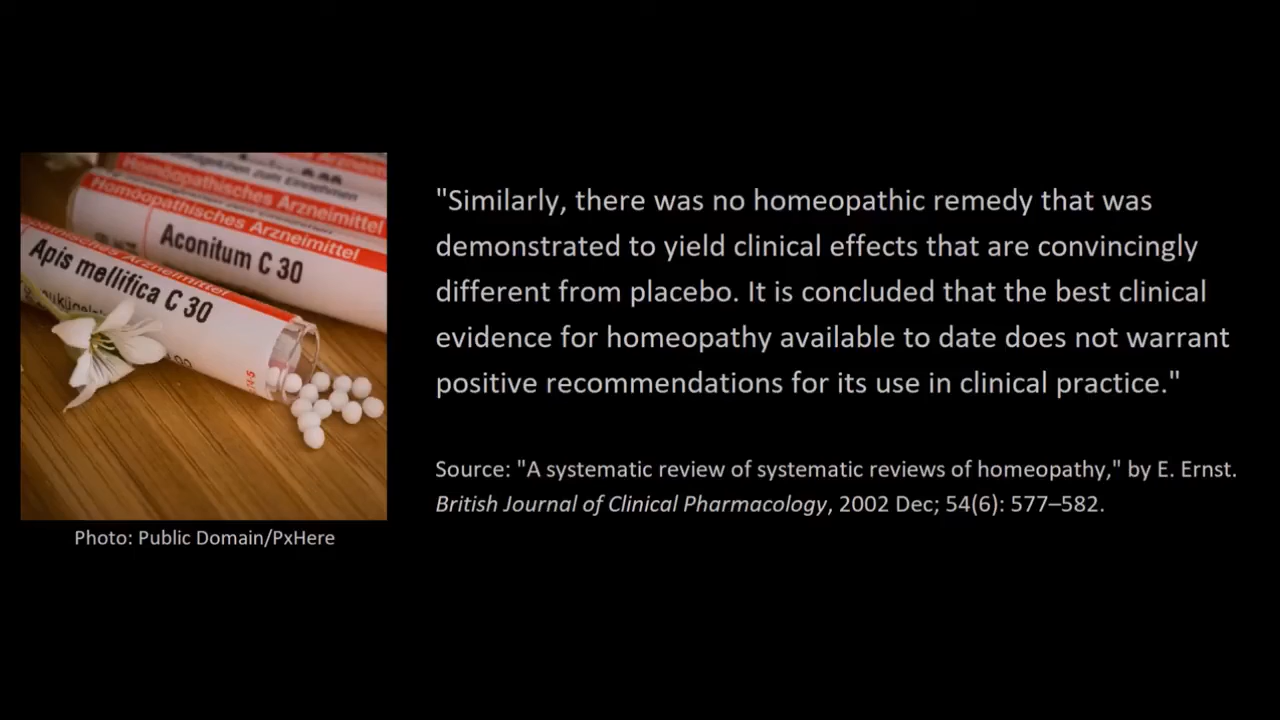 Homöopathisches Arzneimittel
Homöopathisches Arzneimittel
Aconitum C 30
Arzneimittel
Apis mellifica C 30
"Similarly, there was no homeopathic remedy that was
demonstrated to yield clinical effects that are convincingly
different from placebo. It is concluded that the best clinical
evidence for homeopathy available to date does not warrant
positive recommendations for its use in clinical practice."
Source: "A systematic review of systematic reviews of homeopathy," by E. Ernst.
British Journal of Clinical Pharmacology, 2002 Dec; 54(6): 577–582.
Photo: Public Domain/PxHere